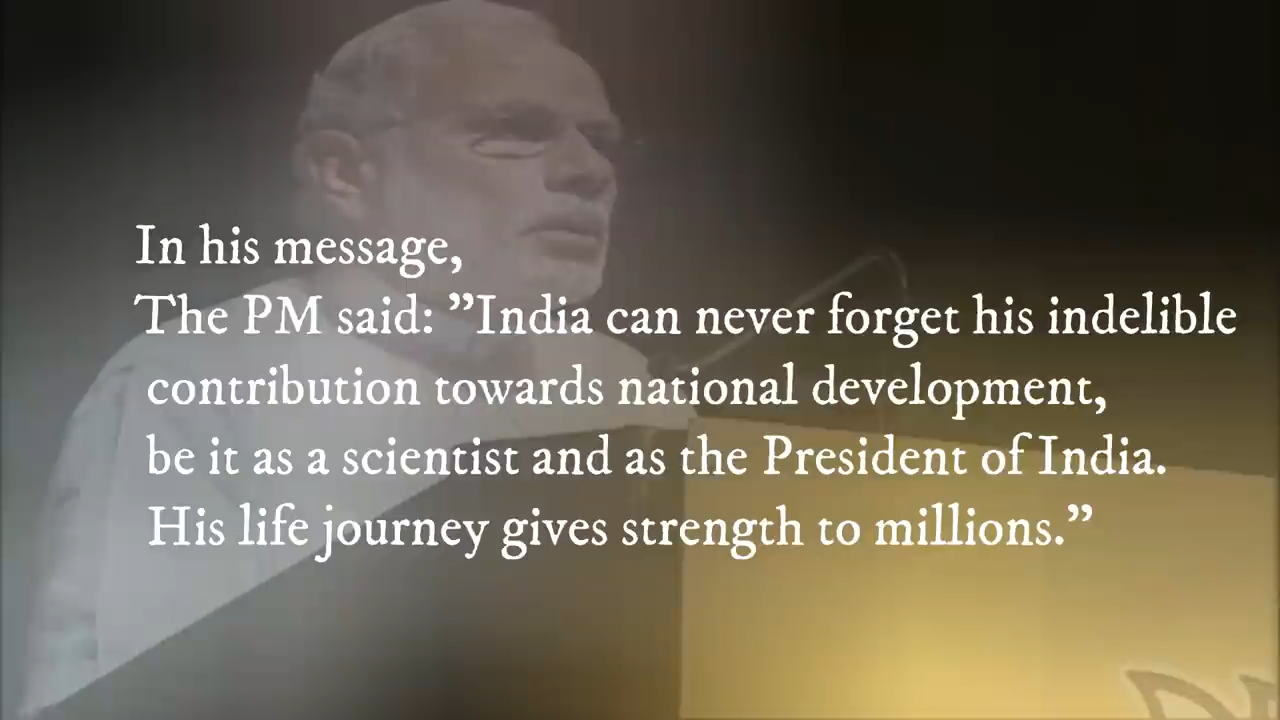 In his message,
The PM said: ”India can never forget his indelible
contribution towards national development,
be it as a scientist and as the President of India.
His life journey gives strength to millions.”